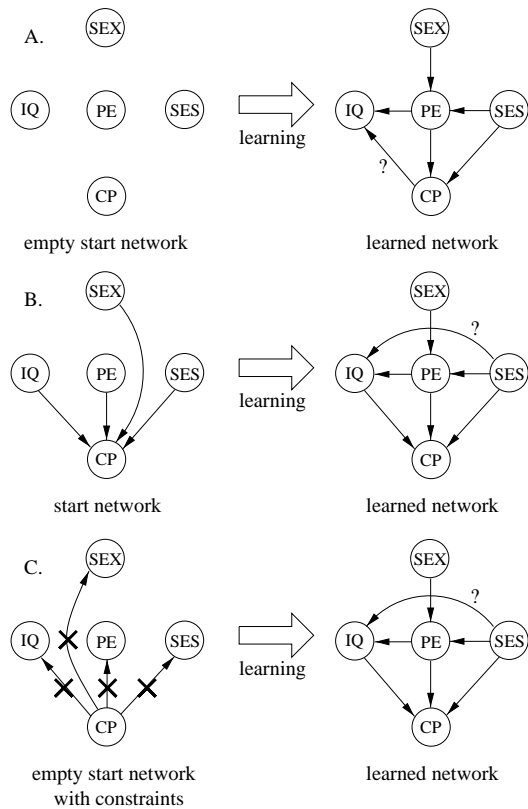 A.
SEX
SEX
IQ PE SES
IQ PE SES
learning
?
CP
CP
empty start network
learned network
B.
SEX
SEX
?
IQ PE SES
IQ PE SES
learning
CP
CP
start network
learned network
C.
SEX
SEX
?
IQ PE SES
IQ PE SES
learning
CP
CP
empty start network
with constraints
learned network